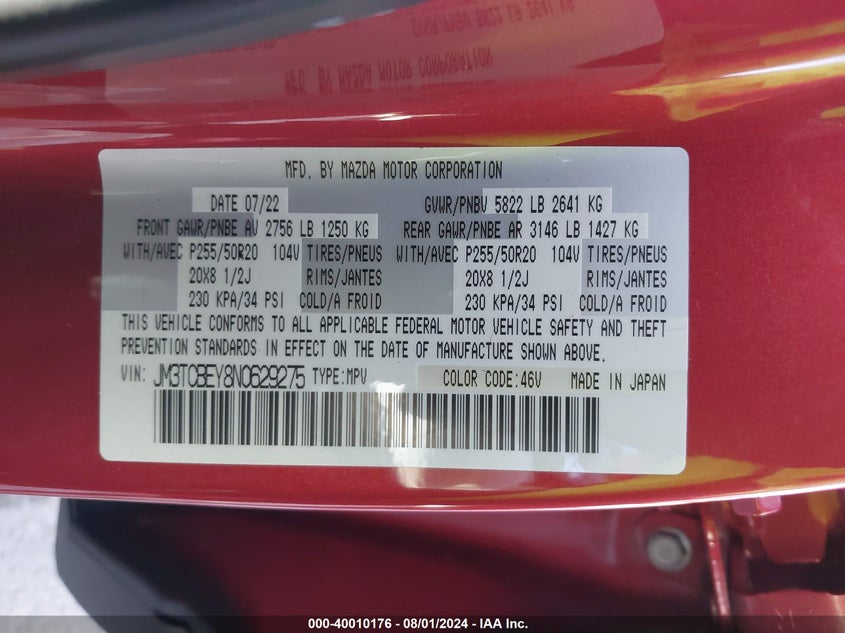 MFD. BY MAZDA MOTOR CORPORATION
DATE 07/22 GVWR/PNBV 5822 LB 2641 KG
FRONT GAWR/PNBE AV 2756 LB 1250 KG REAR GAWR/PNBE AR 3146 LB 1427 KG
WITH/AVEC P255/50R20 104V TIRES/PNEUS WITH/AVEC P255/50R20 104V TIRES/PNEUS
20X8 1/2J RIMS/JANTES 20X8 1/2J RIMS/JANTES
230 KPA/34 PSI COLD/A FROID 230 KPA/34 PSI COLD/A FROID
THIS VEHICLE CONFORMS TO ALL APPLICABLE FEDERAL MOTOR VEHICLE SAFETY AND THEFT
PREVENTION STANDARDS IN EFFECT ON THE DATE OF MANUFACTURE SHOWN ABOVE.
VIN: JM3TCBEY8N0629275 TYPE:MPV COLOR CODE:46V MADE IN JAPAN
000-40010176 - 08/01/2024 - IAA Inc.